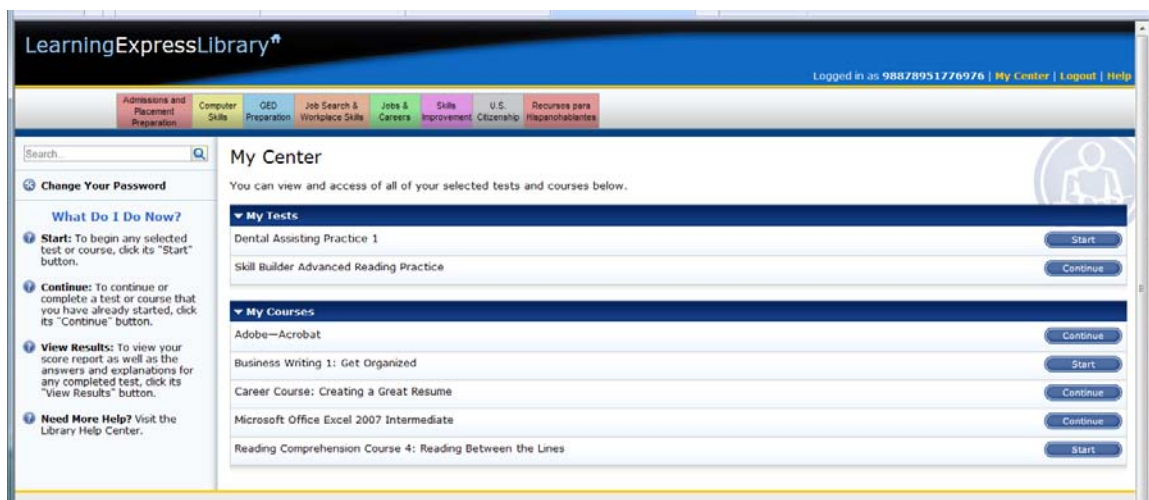 LearningExpressLibrary
Logged in as 98878951776976 | My Center | Logout | Help
Admissions and
Placement
Preparation
Computer
Skills
GED
Preparation
Job Search &
Workplace Skills
Jobs &
Careers
Skills
Improvement
U.S.
Citizenship
Recursos para
Hispanohablantes
Search..
Change Your Password
What Do I Do Now?
Start: To begin any selected
test or course, click its "Start"
button.
Continue: To continue or
complete a test or course that
you have already started, click
its "Continue" button.
View Results: To view your
score report as well as the
answers and explanations for
any completed test, click its
"View Results" button.
Need More Help? Visit the
Library Help Center.
My Center
You can view and access of all of your selected tests and courses below.
My Tests
Dental Assisting Practice 1 Start
Skill Builder Advanced Reading Practice Continue
My Courses
Adobe—Acrobat Continue
Business Writing 1: Get Organized Start
Career Course: Creating a Great Resume Continue
Microsoft Office Excel 2007 Intermediate Continue
Reading Comprehension Course 4: Reading Between the Lines Start